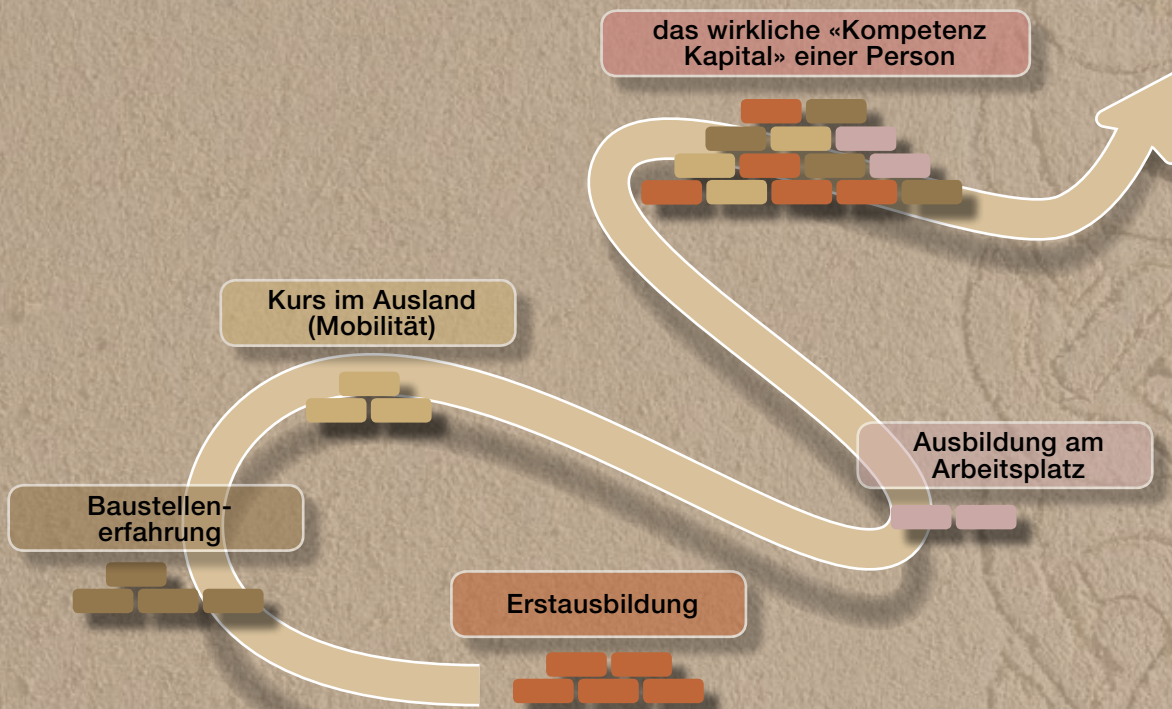 das wirkliche «Kompetenz
Kapital» einer Person
Kurs im Ausland
(Mobilität)
Ausbildung am
Arbeitsplatz
Baustellen-
erfahrung
Erstausbildung